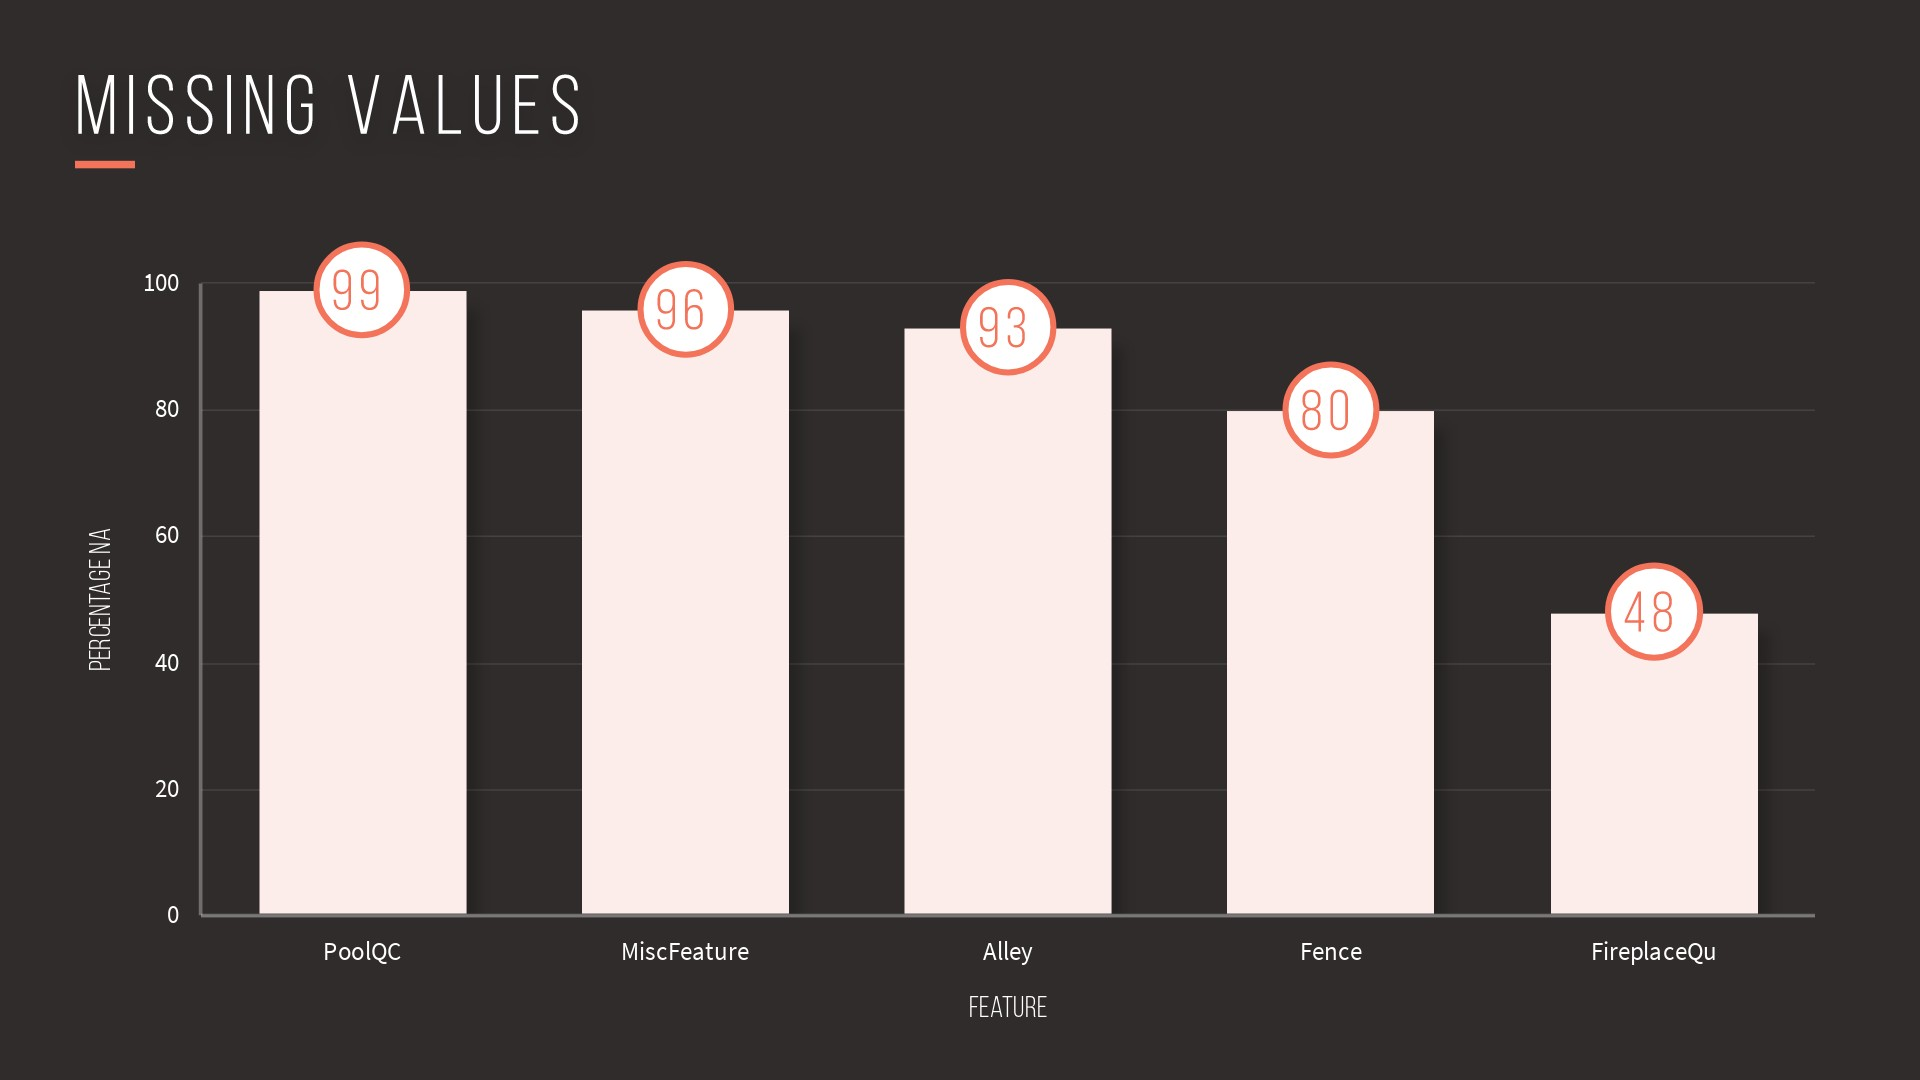 MISSING VALUES
99
96
93
80
48
100
80
60
40
20
0
PERCENTAGE NA
PoolQC
MiscFeature
Alley
Fence
FireplaceQu
FEATURE